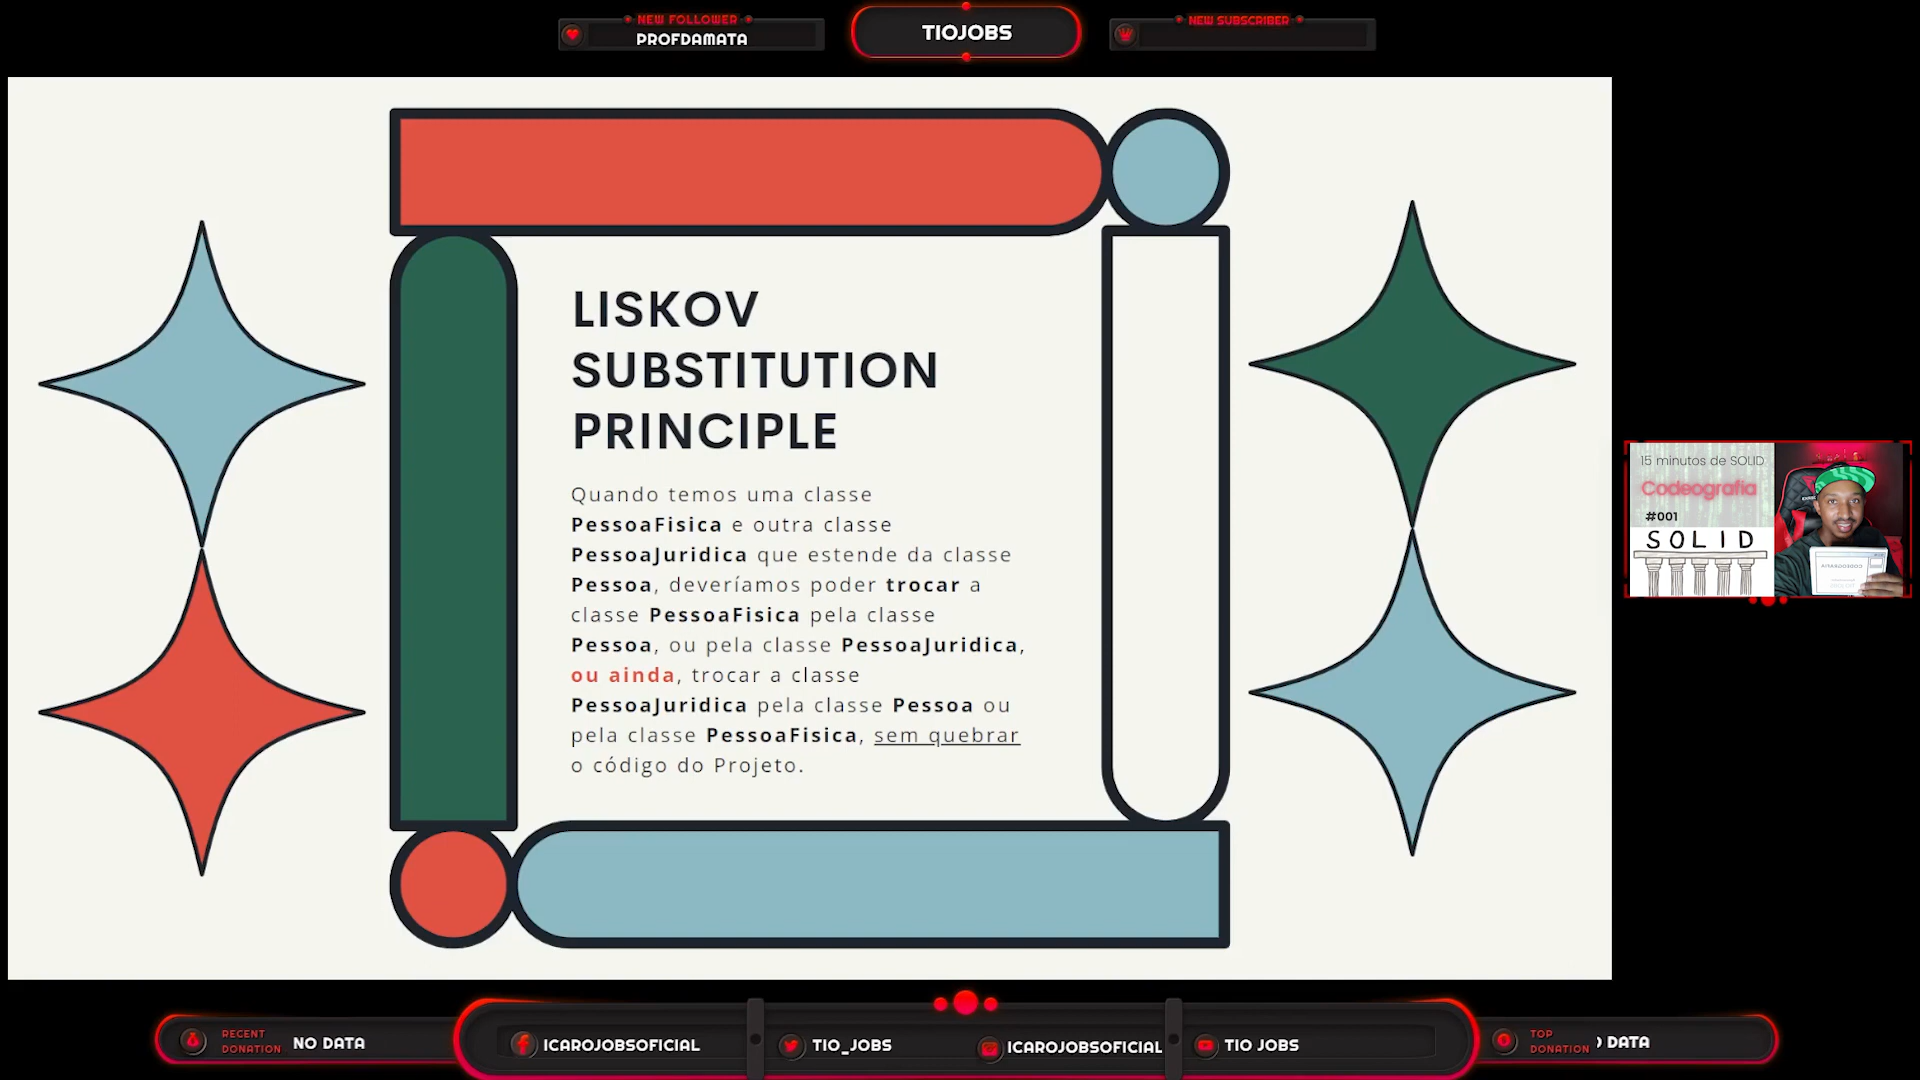 NEW FOLLOWER
PROFDAMATA
TIOJOBS
NEW SUBSCRIBER
LISKOV
SUBSTITUTION
PRINCIPLE
Quando temos uma classe
PessoaFisica e outra classe
PessoaJuridica que estende da classe
Pessoa, deveríamos poder trocar a
classe PessoaFisica pela classe
Pessoa, ou pela classe PessoaJuridica,
ou ainda, trocar a classe
PessoaJuridica pela classe Pessoa ou
pela classe PessoaFisica, sem quebrar
o código do Projeto.
15 minutos de SOLID
Codeografia
#001
SOLID
RECENT
DONATION
NO DATA
ICAROJOBSOFICIAL
TIO_JOBS
ICAROJOBSOFICIAL
TIO JOBS
TOP
DONATION
DATA